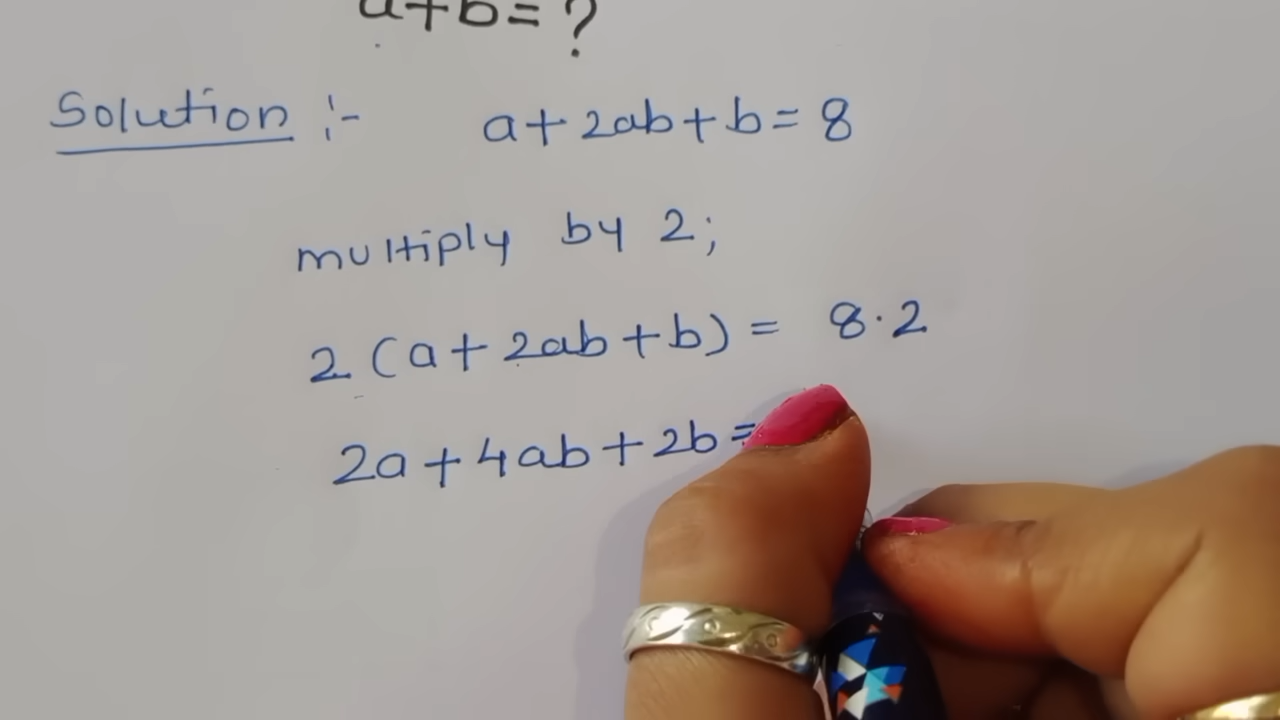 a+b=?
Solution :- a+2ab+b=8
multiply by 2;
2(a+2ab+b) = 8·2
2a+4ab+2b=